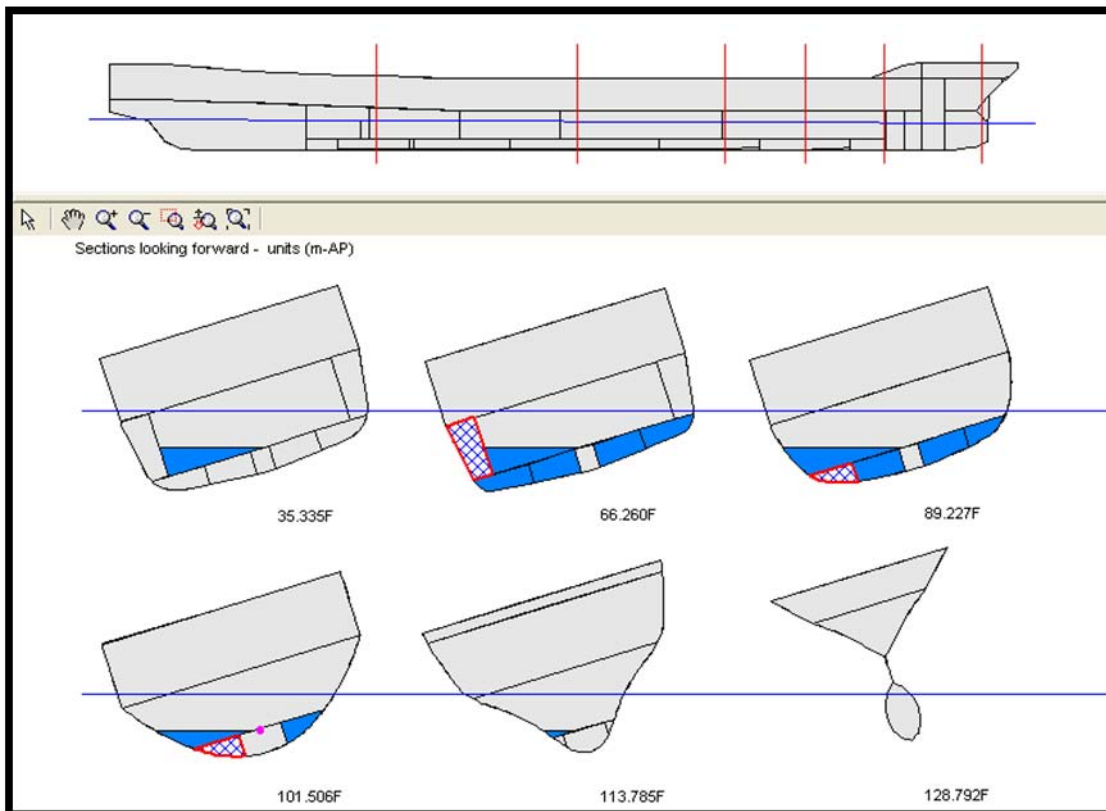 Sections looking forward - units (m-AP)
35.335F 66.260F 89.227F
101.506F 113.785F 128.792F